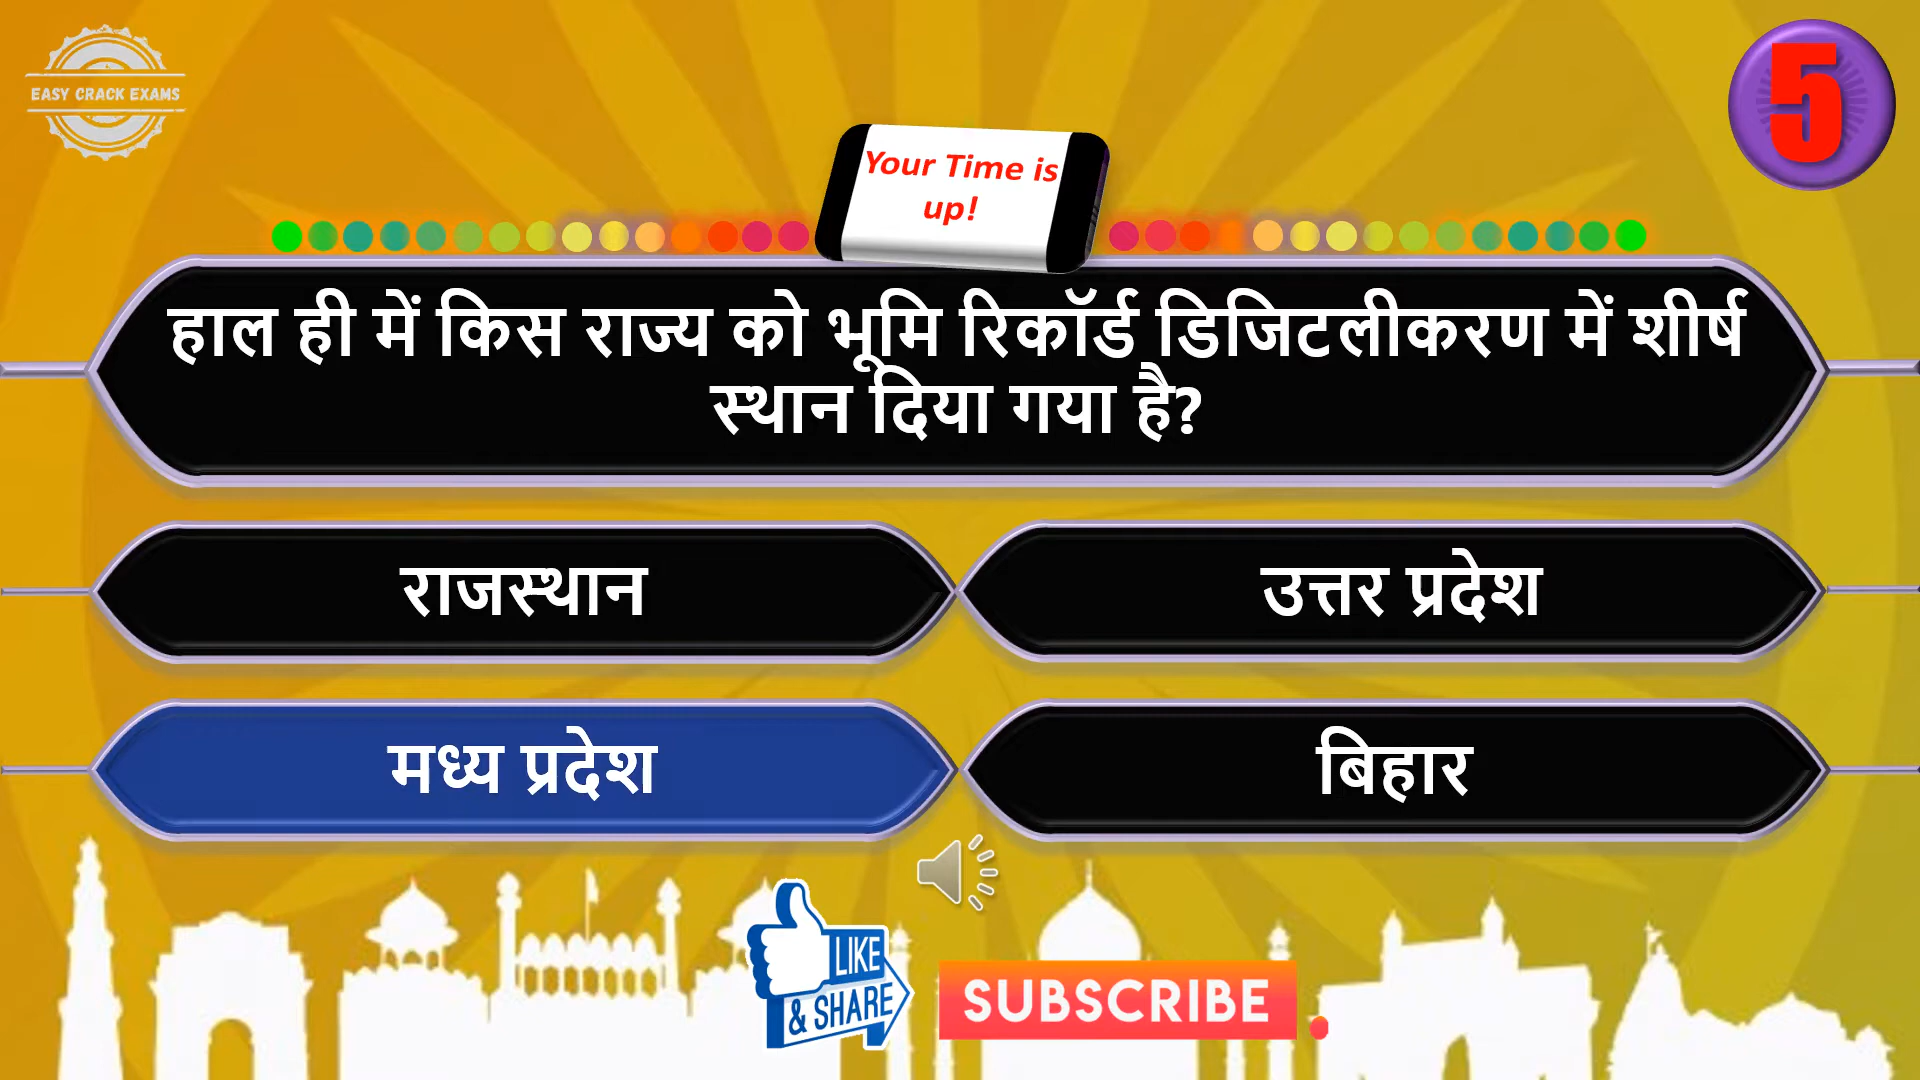 EASY CRACK EXAMS
5
Your Time is
up!
हाल ही में किस राज्य को भूमि रिकॉर्ड डिजिटलीकरण में शीर्ष
स्थान दिया गया है?
राजस्थान
उत्तर प्रदेश
मध्य प्रदेश
बिहार
LIKE
& SHARE
SUBSCRIBE